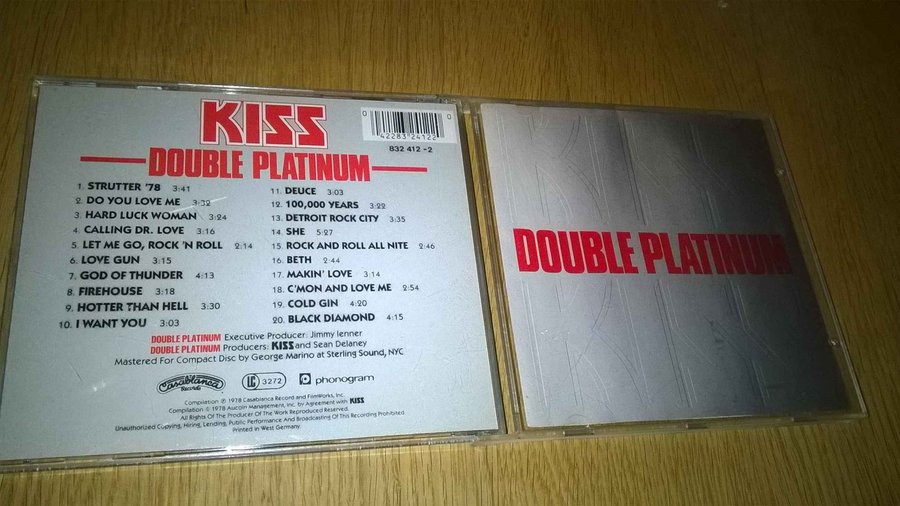 KISS
DOUBLE PLATINUM
0 42283 24122 0
832 412-2
1. STRUTTER '78 3:41
2. DO YOU LOVE ME 3:32
3. HARD LUCK WOMAN 3:24
4. CALLING DR. LOVE 3:16
5. LET ME GO, ROCK 'N ROLL 2:14
6. LOVE GUN 3:15
7. GOD OF THUNDER 4:13
8. FIREHOUSE 3:18
9. HOTTER THAN HELL 3:30
10. I WANT YOU 3:03
11. DEUCE 3:03
12. 100,000 YEARS 3:22
13. DETROIT ROCK CITY 3:35
14. SHE 5:27
15. ROCK AND ROLL ALL NITE 2:46
16. BETH 2:44
17. MAKIN' LOVE 3:14
18. C'MON AND LOVE ME 2:54
19. COLD GIN 4:20
20. BLACK DIAMOND 4:15
DOUBLE PLATINUM Executive Producer: Jimmy Ienner
DOUBLE PLATINUM Producers: KISS and Sean Delaney
Mastered For Compact Disc by George Marino at Sterling Sound, NYC
Casablanca Records
LC 3272
phonogram
Compilation ℗ 1978 Casablanca Record and FilmWorks, Inc.
Compilation © 1978 Aucoin Management, Inc. by Agreement with KISS
All Rights Of The Producer Of The Work Reproduced Reserved.
Unauthorized Copying, Hiring, Lending, Public Performance And Broadcasting Of This Recording Prohibited.
Printed in West Germany.
KISS
DOUBLE PLATINUM